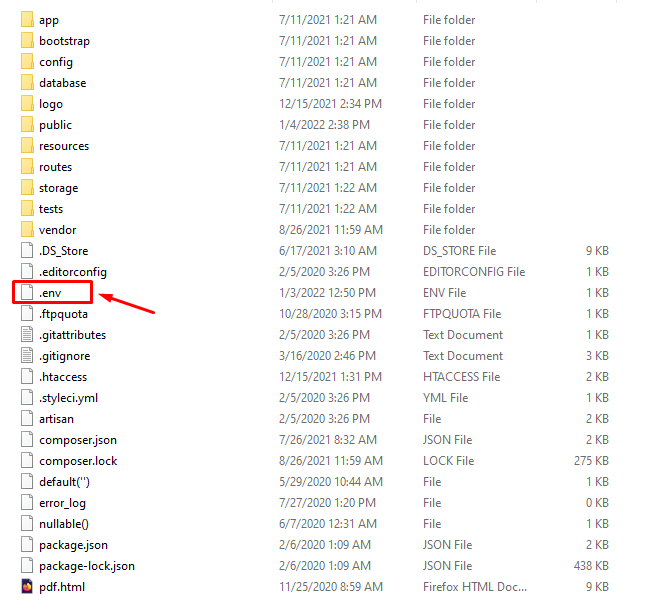 app 7/11/2021 1:21 AM File folder
bootstrap 7/11/2021 1:21 AM File folder
config 7/11/2021 1:21 AM File folder
database 7/11/2021 1:21 AM File folder
logo 12/15/2021 2:34 PM File folder
public 1/4/2022 2:38 PM File folder
resources 7/11/2021 1:21 AM File folder
routes 7/11/2021 1:21 AM File folder
storage 7/11/2021 1:22 AM File folder
tests 7/11/2021 1:22 AM File folder
vendor 8/26/2021 11:59 AM File folder
.DS_Store 6/17/2021 3:10 AM DS_STORE File 9 KB
.editorconfig 2/5/2020 3:26 PM EDITORCONFIG File 1 KB
.env 1/3/2022 12:50 PM ENV File 1 KB
.ftpquota 10/28/2020 3:15 PM FTPQUOTA File 1 KB
.gitattributes 2/5/2020 3:26 PM Text Document 1 KB
.gitignore 3/16/2020 2:46 PM Text Document 3 KB
.htaccess 12/15/2021 1:31 PM HTACCESS File 2 KB
.styleci.yml 2/5/2020 3:26 PM YML File 1 KB
artisan 2/5/2020 3:26 PM File 2 KB
composer.json 7/26/2021 8:32 AM JSON File 2 KB
composer.lock 8/26/2021 11:59 AM LOCK File 275 KB
default('') 5/29/2020 10:44 AM File 1 KB
error_log 7/27/2020 1:20 PM File 0 KB
nullable() 6/7/2020 12:31 AM File 1 KB
package.json 2/6/2020 1:09 AM JSON File 2 KB
package-lock.json 2/6/2020 1:09 AM JSON File 438 KB
pdf.html 11/25/2020 8:59 AM Firefox HTML Doc... 9 KB